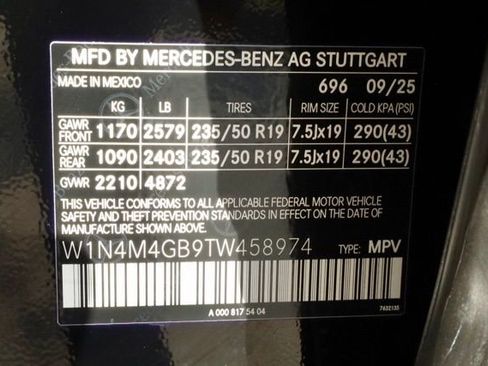 MFD BY MERCEDES-BENZ AG STUTTGART
MADE IN MEXICO 696 09/25
KG LB TIRES RIM SIZE COLD KPA(PSI)
GAWR FRONT 1170 2579 235/50 R19 7.5Jx19 290(43)
GAWR REAR 1090 2403 235/50 R19 7.5Jx19 290(43)
GVWR 2210 4872
THIS VEHICLE CONFORMS TO ALL APPLICABLE FEDERAL MOTOR VEHICLE
SAFETY AND THEFT PREVENTION STANDARDS IN EFFECT ON THE DATE OF
MANUFACTURE SHOWN ABOVE.
W1N4M4GB9TW458974 TYPE: MPV
A 000 817 54 04 7632135